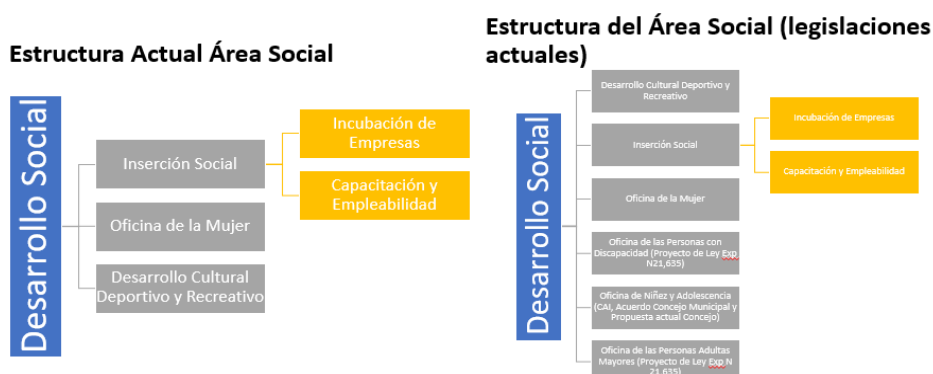 Estructura Actual Área Social
Desarrollo Social
Inserción Social
Oficina de la Mujer
Desarrollo Cultural
Deportivo y Recreativo
Incubación de
Empresas
Capacitación y
Empleabilidad
Estructura del Área Social (legislaciones
actuales)
Desarrollo Social
Desarrollo Cultural Deportivo y
Recreativo
Inserción Social
Oficina de la Mujer
Oficina de las Personas con
Discapacidad (Proyecto de Ley Exp
N21,635)
Oficina de Niñez y Adolescencia
(CAI, Acuerdo Concejo Municipal y
Propuesta actual Concejo)
Oficina de las Personas Adultas
Mayores (Proyecto de Ley Exp N
21,635)
Incubación de Empresas
Capacitación y Empleabilidad